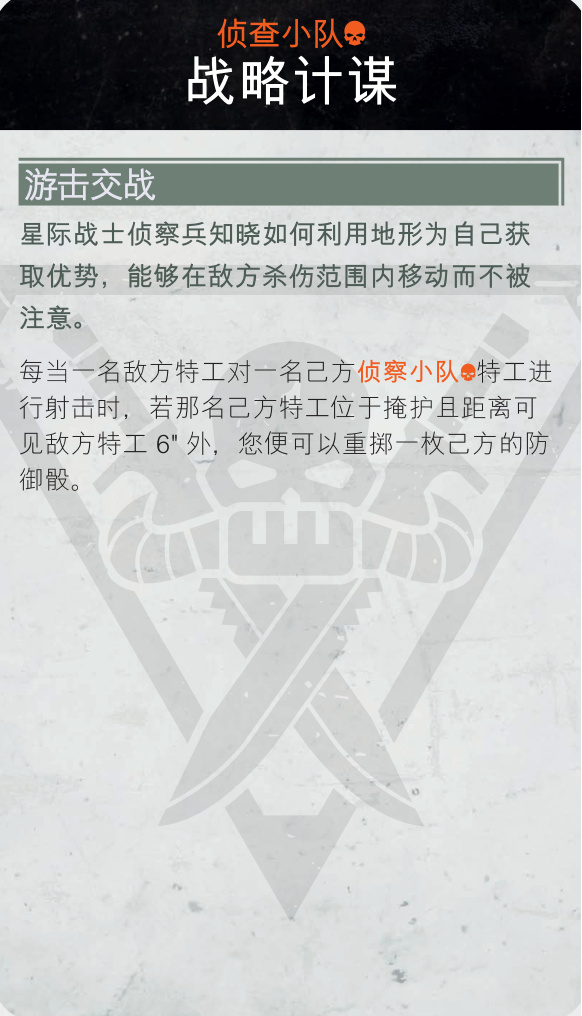 侦查小队
战略计谋
游击交战
星际战士侦察兵知晓如何利用地形为自己获
取优势，能够在敌方杀伤范围内移动而不被
注意。
每当一名敌方特工对一名己方侦察小队特工进
行射击时，若那名己方特工位于掩护且距离可
见敌方特工 6" 外，您便可以重掷一枚己方的防
御骰。